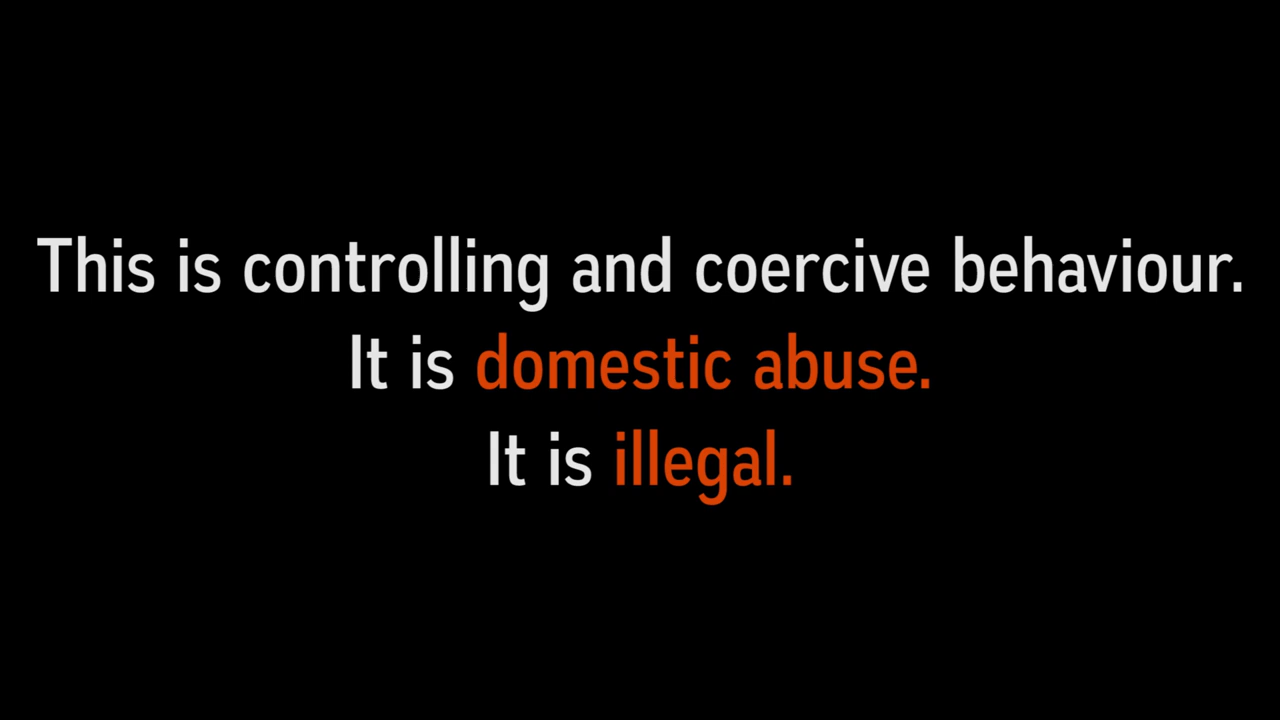 This is controlling and coercive behaviour.
It is domestic abuse.
It is illegal.